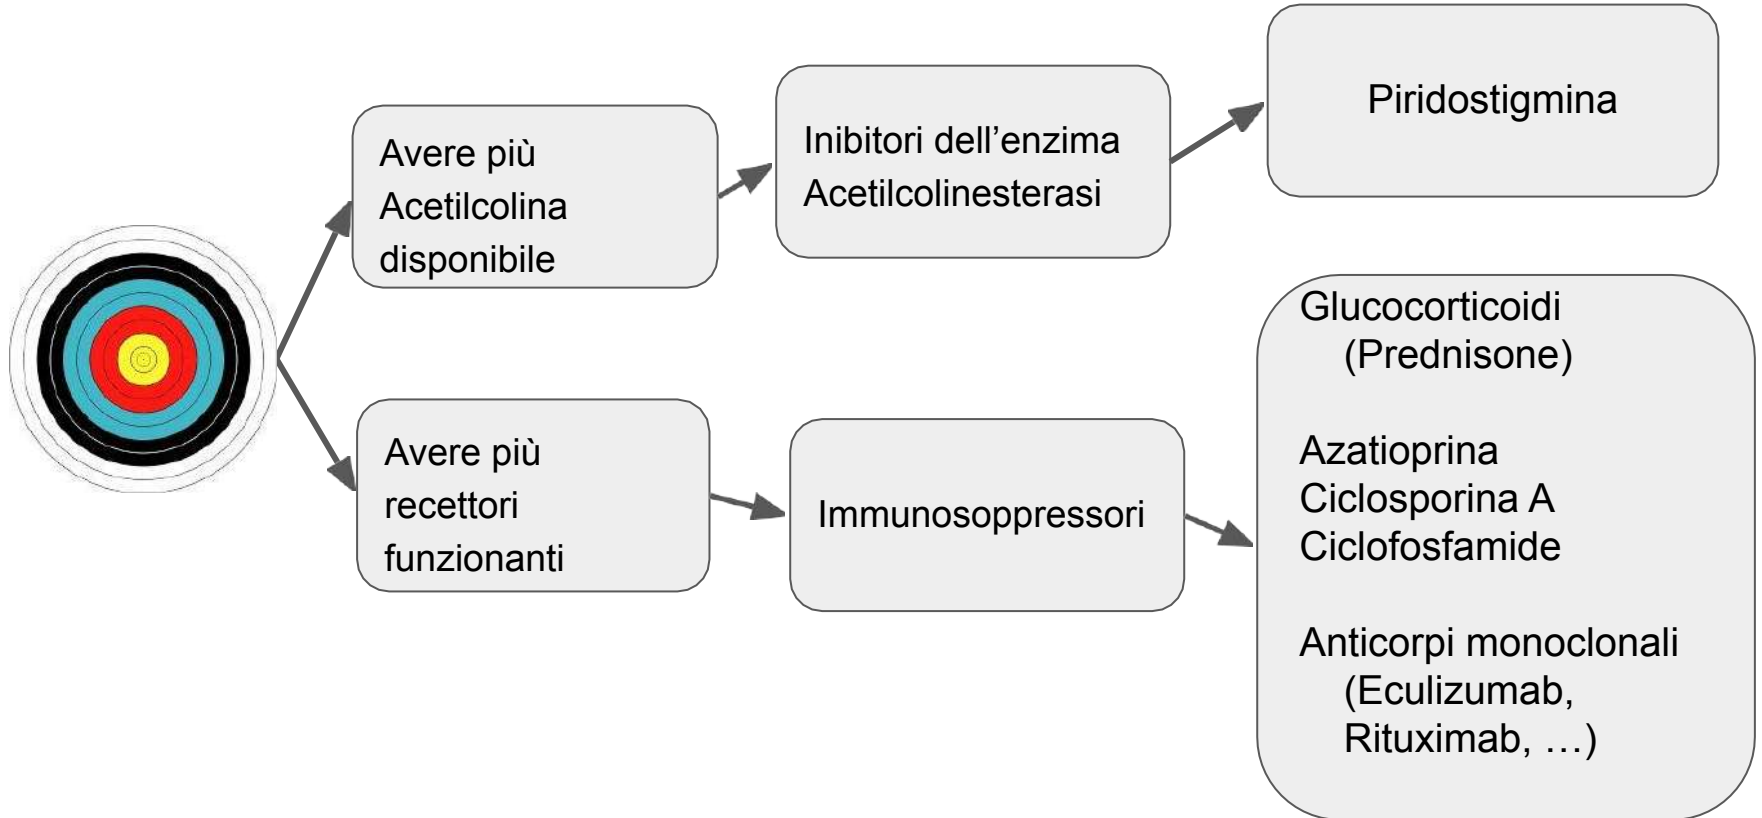 Avere più
Acetilcolina
disponibile
Inibitori dell’enzima
Acetilcolinesterasi
Piridostigmina
Avere più
recettori
funzionanti
Immunosoppressori
Glucocorticoidi
(Prednisone)
Azatioprina
Ciclosporina A
Ciclofosfamide
Anticorpi monoclonali
(Eculizumab,
Rituximab, …)